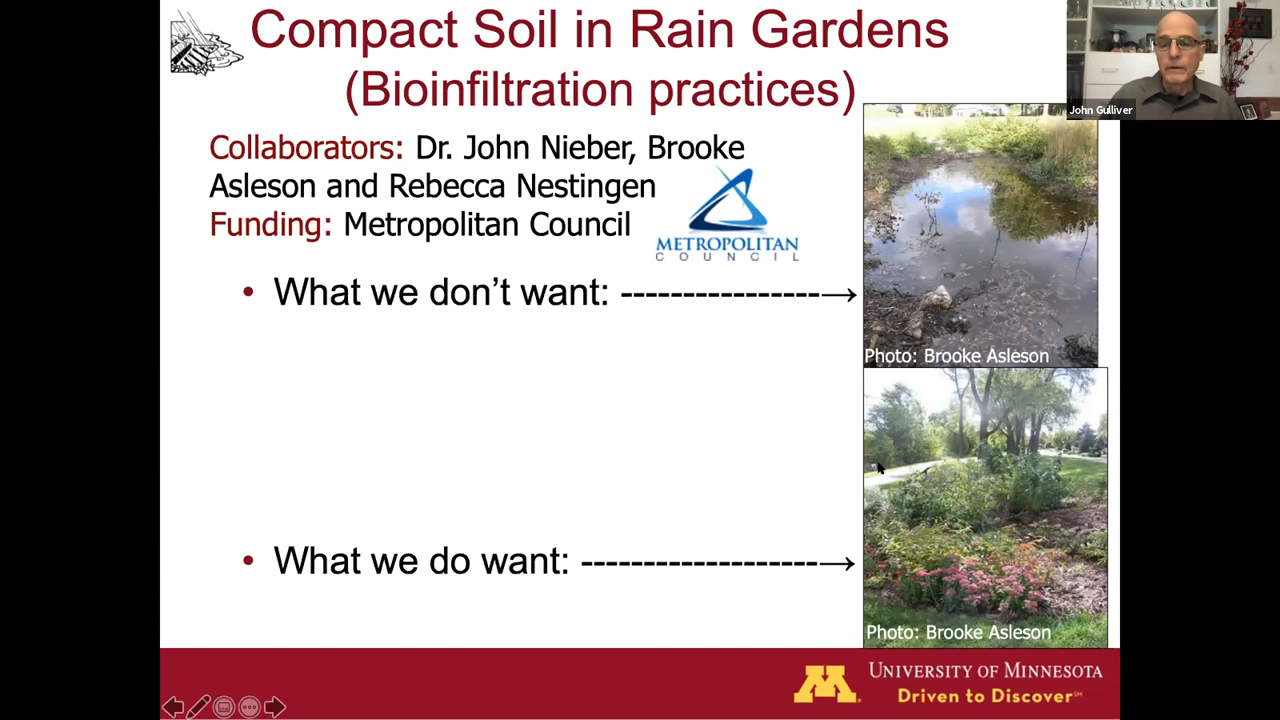 Compact Soil in Rain Gardens
(Bioinfiltration practices)
John Gulliver
Collaborators: Dr. John Nieber, Brooke
Asleson and Rebecca Nestingen
Funding: Metropolitan Council
METROPOLITAN
COUNCIL
• What we don’t want: ----------------→
Photo: Brooke Asleson
• What we do want: -------------------→
Photo: Brooke Asleson
M
UNIVERSITY OF MINNESOTA
Driven to Discover℠